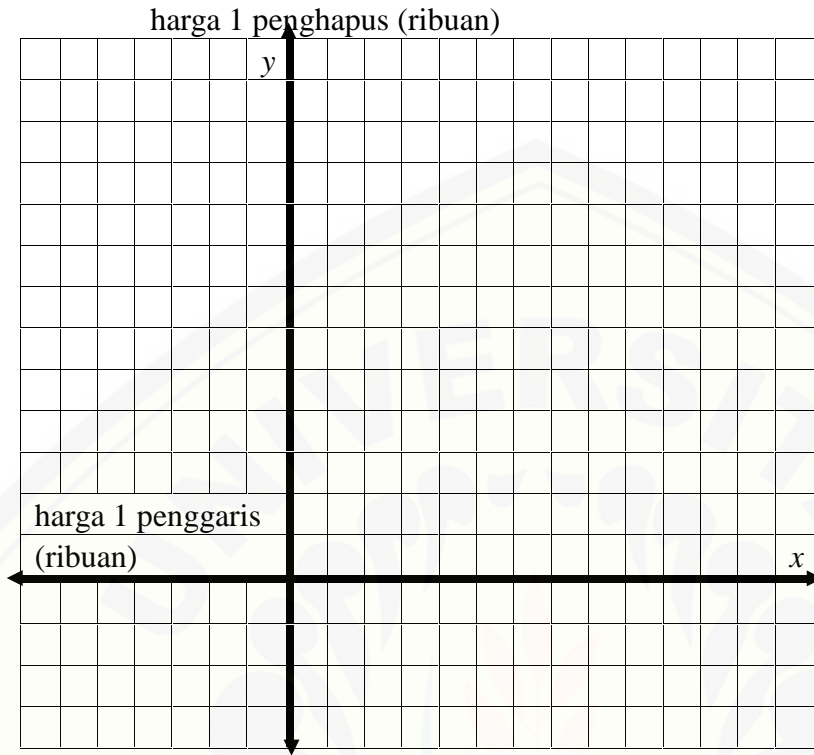 harga 1 penghapus (ribuan)
y
harga 1 penggaris
(ribuan)
x